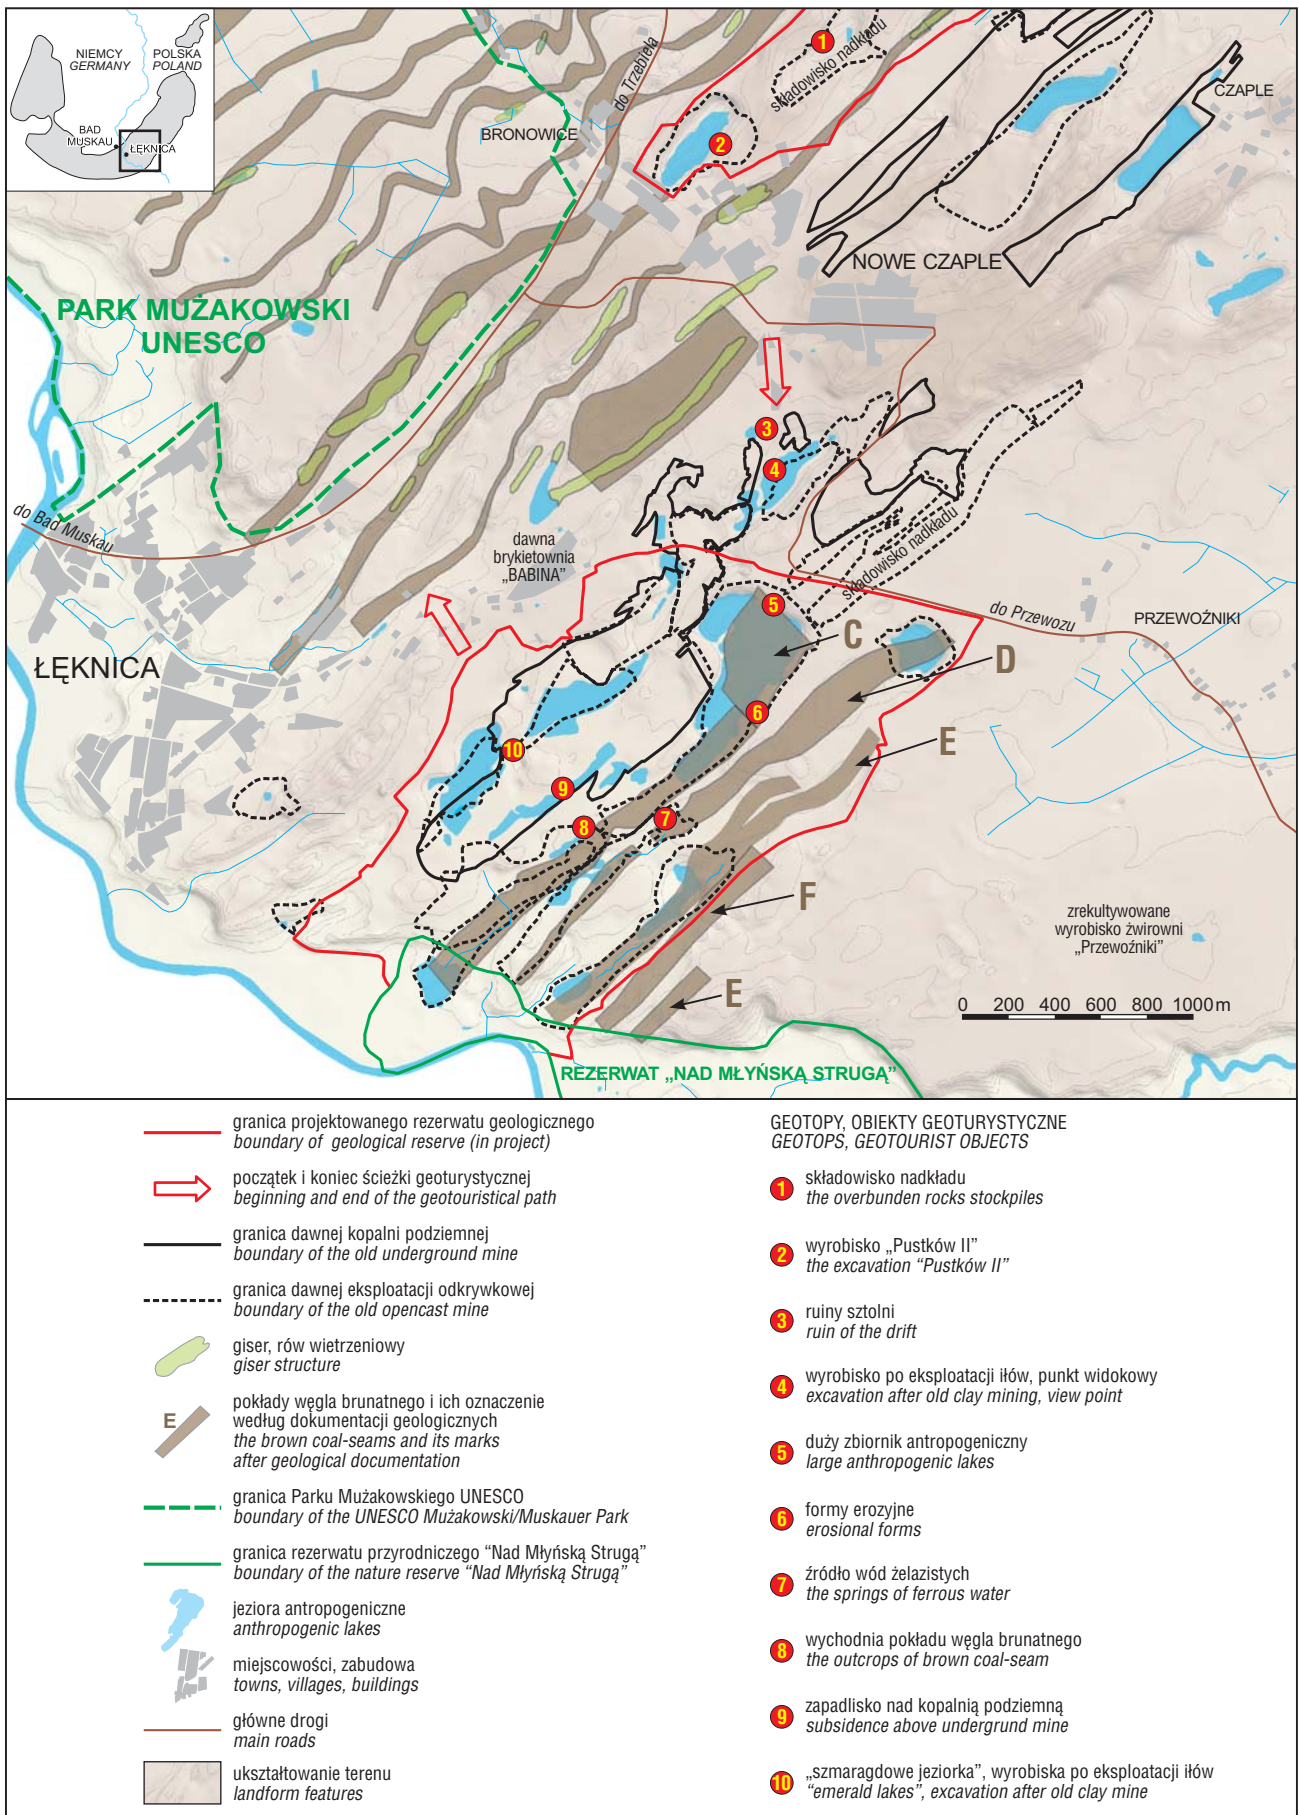 NIEMCY
GERMANY
POLSKA
POLAND
BAD
MUSKAU
ŁĘKNICA
BRONOWICE
do Trzebiela
1
składowisko nadkładu
2
CZAPLE
NOWE CZAPLE
PARK MUŻAKOWSKI
UNESCO
3
4
do Bad Muskau
dawna
brykietownia
„BABINA”
składowisko nadkładu
5
do Przewozu
PRZEWOŹNIKI
C
D
ŁĘKNICA
6
E
10
9
8
7
F
zrekultywowane
wyrobisko żwirowni
„Przewoźniki”
E
0 200 400 600 800 1000 m
REZERWAT „NAD MŁYŃSKĄ STRUGĄ”
granica projektowanego rezerwatu geologicznego
boundary of geological reserve (in project)
początek i koniec ścieżki geoturystycznej
beginning and end of the geotouristical path
granica dawnej kopalni podziemnej
boundary of the old underground mine
granica dawnej eksploatacji odkrywkowej
boundary of the old opencast mine
giser, rów wietrzeniowy
giser structure
E
pokłady węgla brunatnego i ich oznaczenie
według dokumentacji geologicznych
the brown coal-seams and its marks
after geological documentation
granica Parku Mużakowskiego UNESCO
boundary of the UNESCO Mużakowski/Muskauer Park
granica rezerwatu przyrodniczego “Nad Młyńską Strugą”
boundary of the nature reserve “Nad Młyńską Strugą”
jeziora antropogeniczne
anthropogenic lakes
miejscowości, zabudowa
towns, villages, buildings
główne drogi
main roads
ukształtowanie terenu
landform features
GEOTOPY, OBIEKTY GEOTURYSTYCZNE
GEOTOPS, GEOTOURIST OBJECTS
1 składowisko nadkładu
the overbunden rocks stockpiles
2 wyrobisko „Pustków II”
the excavation “Pustków II”
3 ruiny sztolni
ruin of the drift
4 wyrobisko po eksploatacji iłów, punkt widokowy
excavation after old clay mining, view point
5 duży zbiornik antropogeniczny
large anthropogenic lakes
6 formy erozyjne
erosional forms
7 źródło wód żelazistych
the springs of ferrous water
8 wychodnia pokładu węgla brunatnego
the outcrops of brown coal-seam
9 zapadlisko nad kopalnią podziemną
subsidence above undergrund mine
10 „szmaragdowe jeziorka”, wyrobiska po eksploatacji iłów
“emerald lakes”, excavation after old clay mine